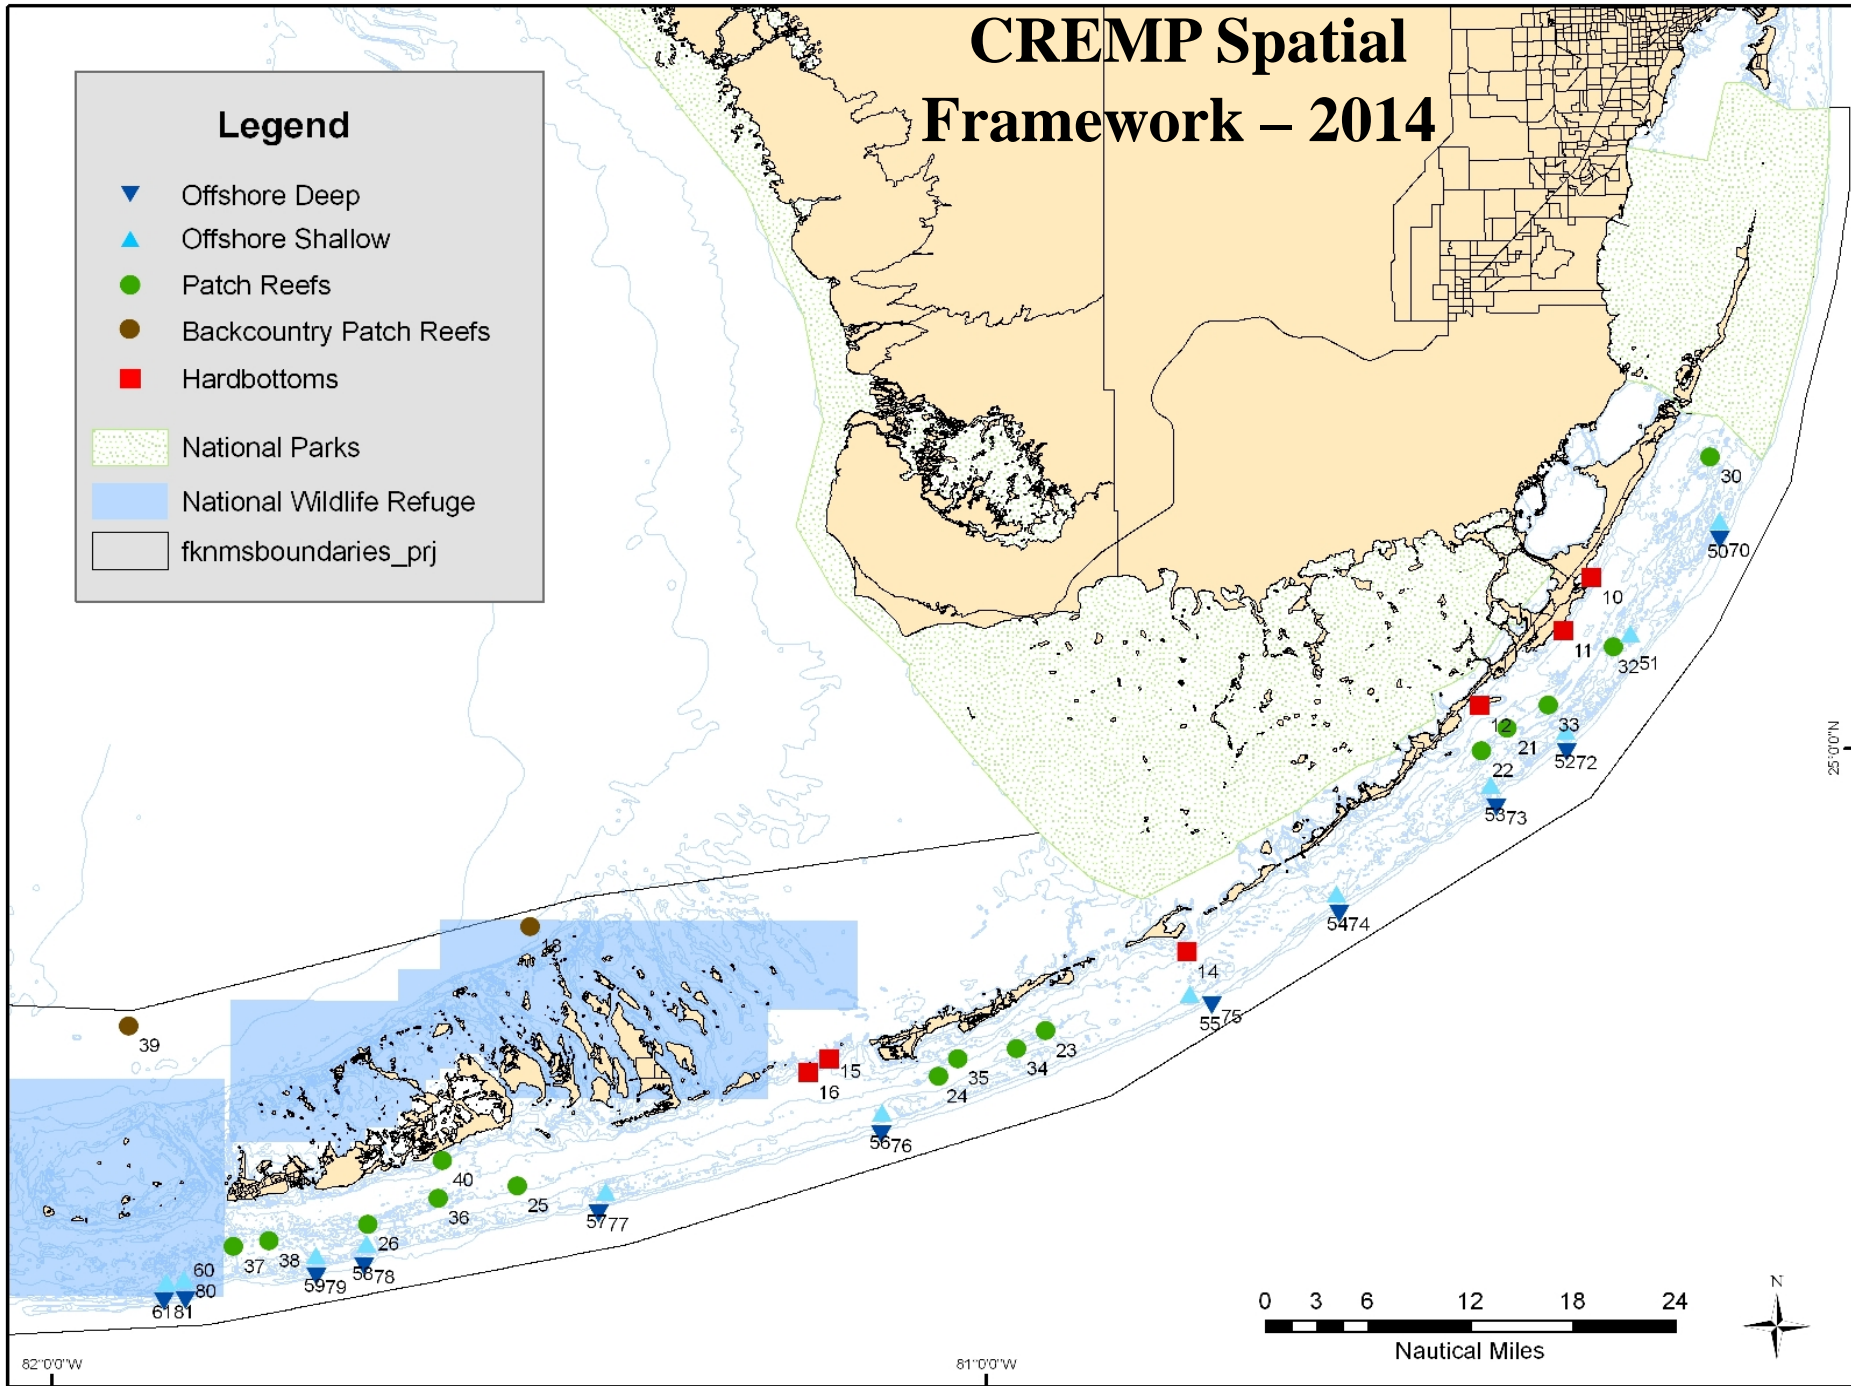 CREMP Spatial
Framework – 2014
Legend
Offshore Deep
Offshore Shallow
Patch Reefs
Backcountry Patch Reefs
Hardbottoms
National Parks
National Wildlife Refuge
fknmsboundaries_prj
30
5070
10
11
3251
33
12
21
5272
22
5373
25°0'0"N
5474
18
14
5575
39
23
34
35
15
24
16
5676
40
25
36
5777
26
38
37
5878
5979
60
80
6181
0 3 6 12 18 24
Nautical Miles
N
82°0'0"W
81°0'0"W